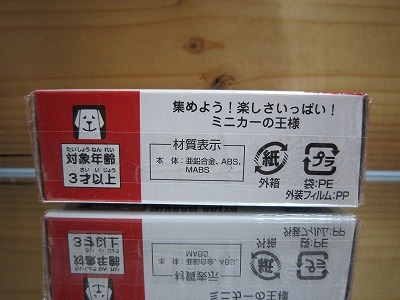 集めよう！楽しさいっぱい！
ミニカーの王様
たいしょうねんれい
対象年齢
さいいじょう
3才以上
材質表示
本体：亜鉛合金、ABS、
MABS
紙
外箱
プラ
袋：PE
外装フィルム：PP